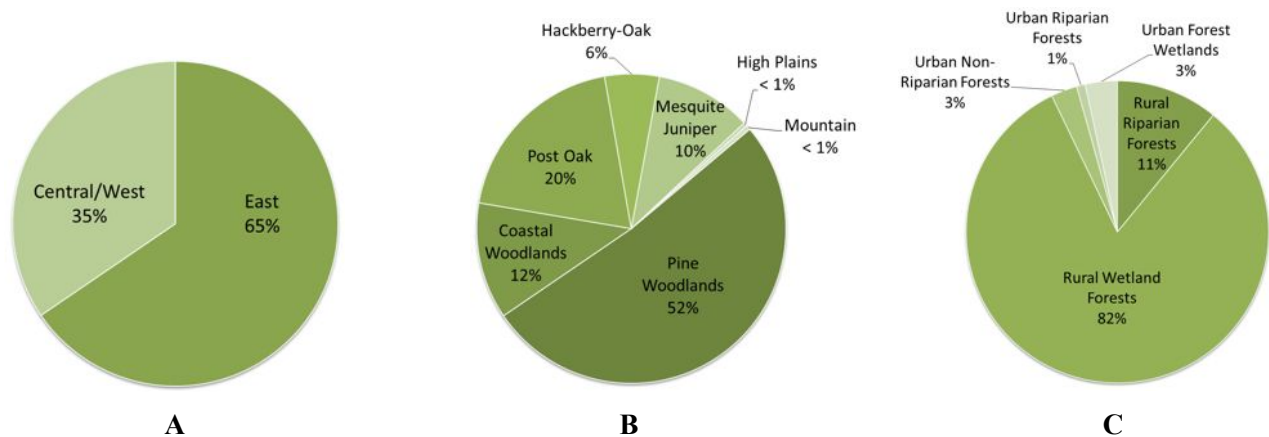 Central/West
35%
East
65%
A
Hackberry-Oak
6%
High Plains
< 1%
Mesquite
Juniper
10%
Mountain
< 1%
Post Oak
20%
Coastal
Woodlands
12%
Pine
Woodlands
52%
B
Urban Riparian
Forests
1%
Urban Forest
Wetlands
3%
Urban Non-
Riparian Forests
3%
Rural
Riparian
Forests
11%
Rural Wetland
Forests
82%
C